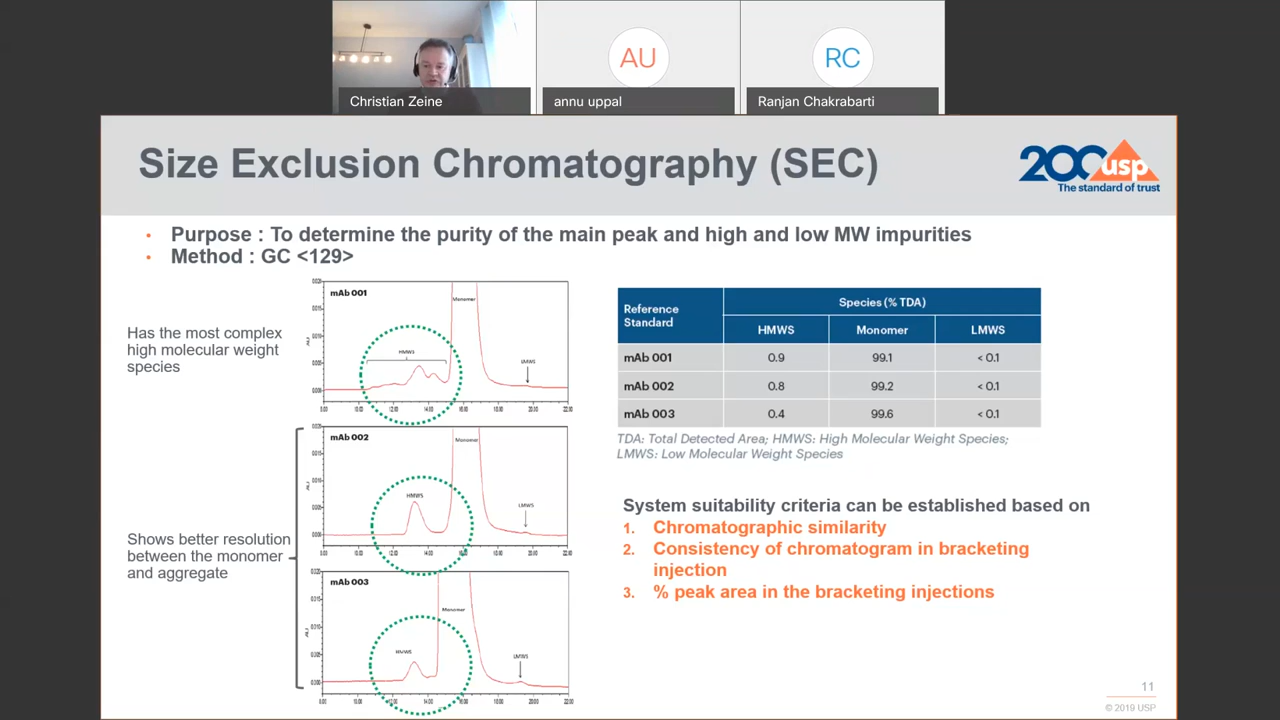 AU
RC
Christian Zeine
annu uppal
Ranjan Chakrabarti
Size Exclusion Chromatography (SEC)
200 usp
The standard of trust
• Purpose : To determine the purity of the main peak and high and low MW impurities
• Method : GC <129>
Has the most complex
high molecular weight
species
mAb 001
Monomer
HMWS
LMWS
mAb 002
Monomer
HMWS
LMWS
Shows better resolution
between the monomer
and aggregate
mAb 003
Monomer
HMWS
LMWS
Reference Standard Species (% TDA)
HMWS Monomer LMWS
mAb 001 0.9 99.1 < 0.1
mAb 002 0.8 99.2 < 0.1
mAb 003 0.4 99.6 < 0.1
TDA: Total Detected Area; HMWS: High Molecular Weight Species;
LMWS: Low Molecular Weight Species
System suitability criteria can be established based on
1. Chromatographic similarity
2. Consistency of chromatogram in bracketing
injection
3. % peak area in the bracketing injections
11
© 2019 USP